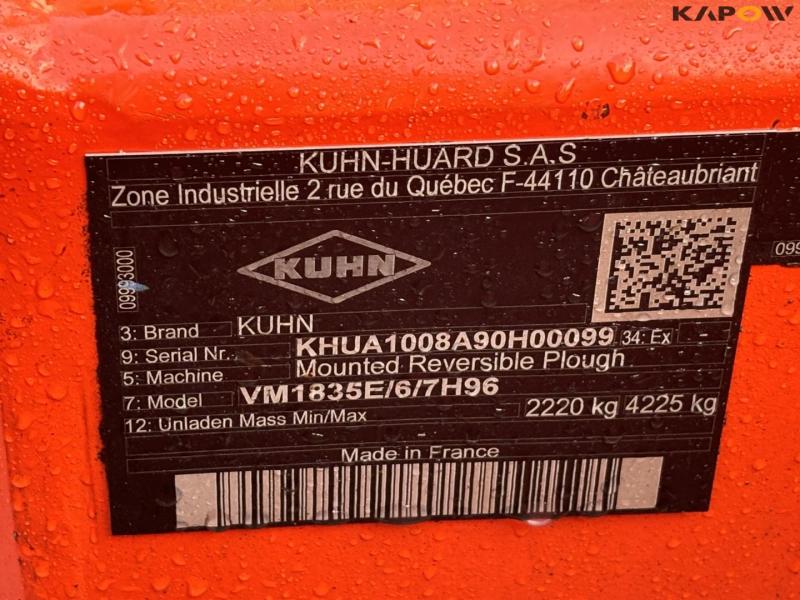 KAPOW
KUHN-HUARD S.A.S
Zone Industrielle 2 rue du Québec F-44110 Châteaubriant
09993000
KUHN
3: Brand KUHN
9: Serial Nr. KHUA1008A90H00099 34: Ex
5: Machine Mounted Reversible Plough
7: Model VM1835E/6/7H96
12: Unladen Mass Min/Max 2220 kg 4225 kg
Made in France